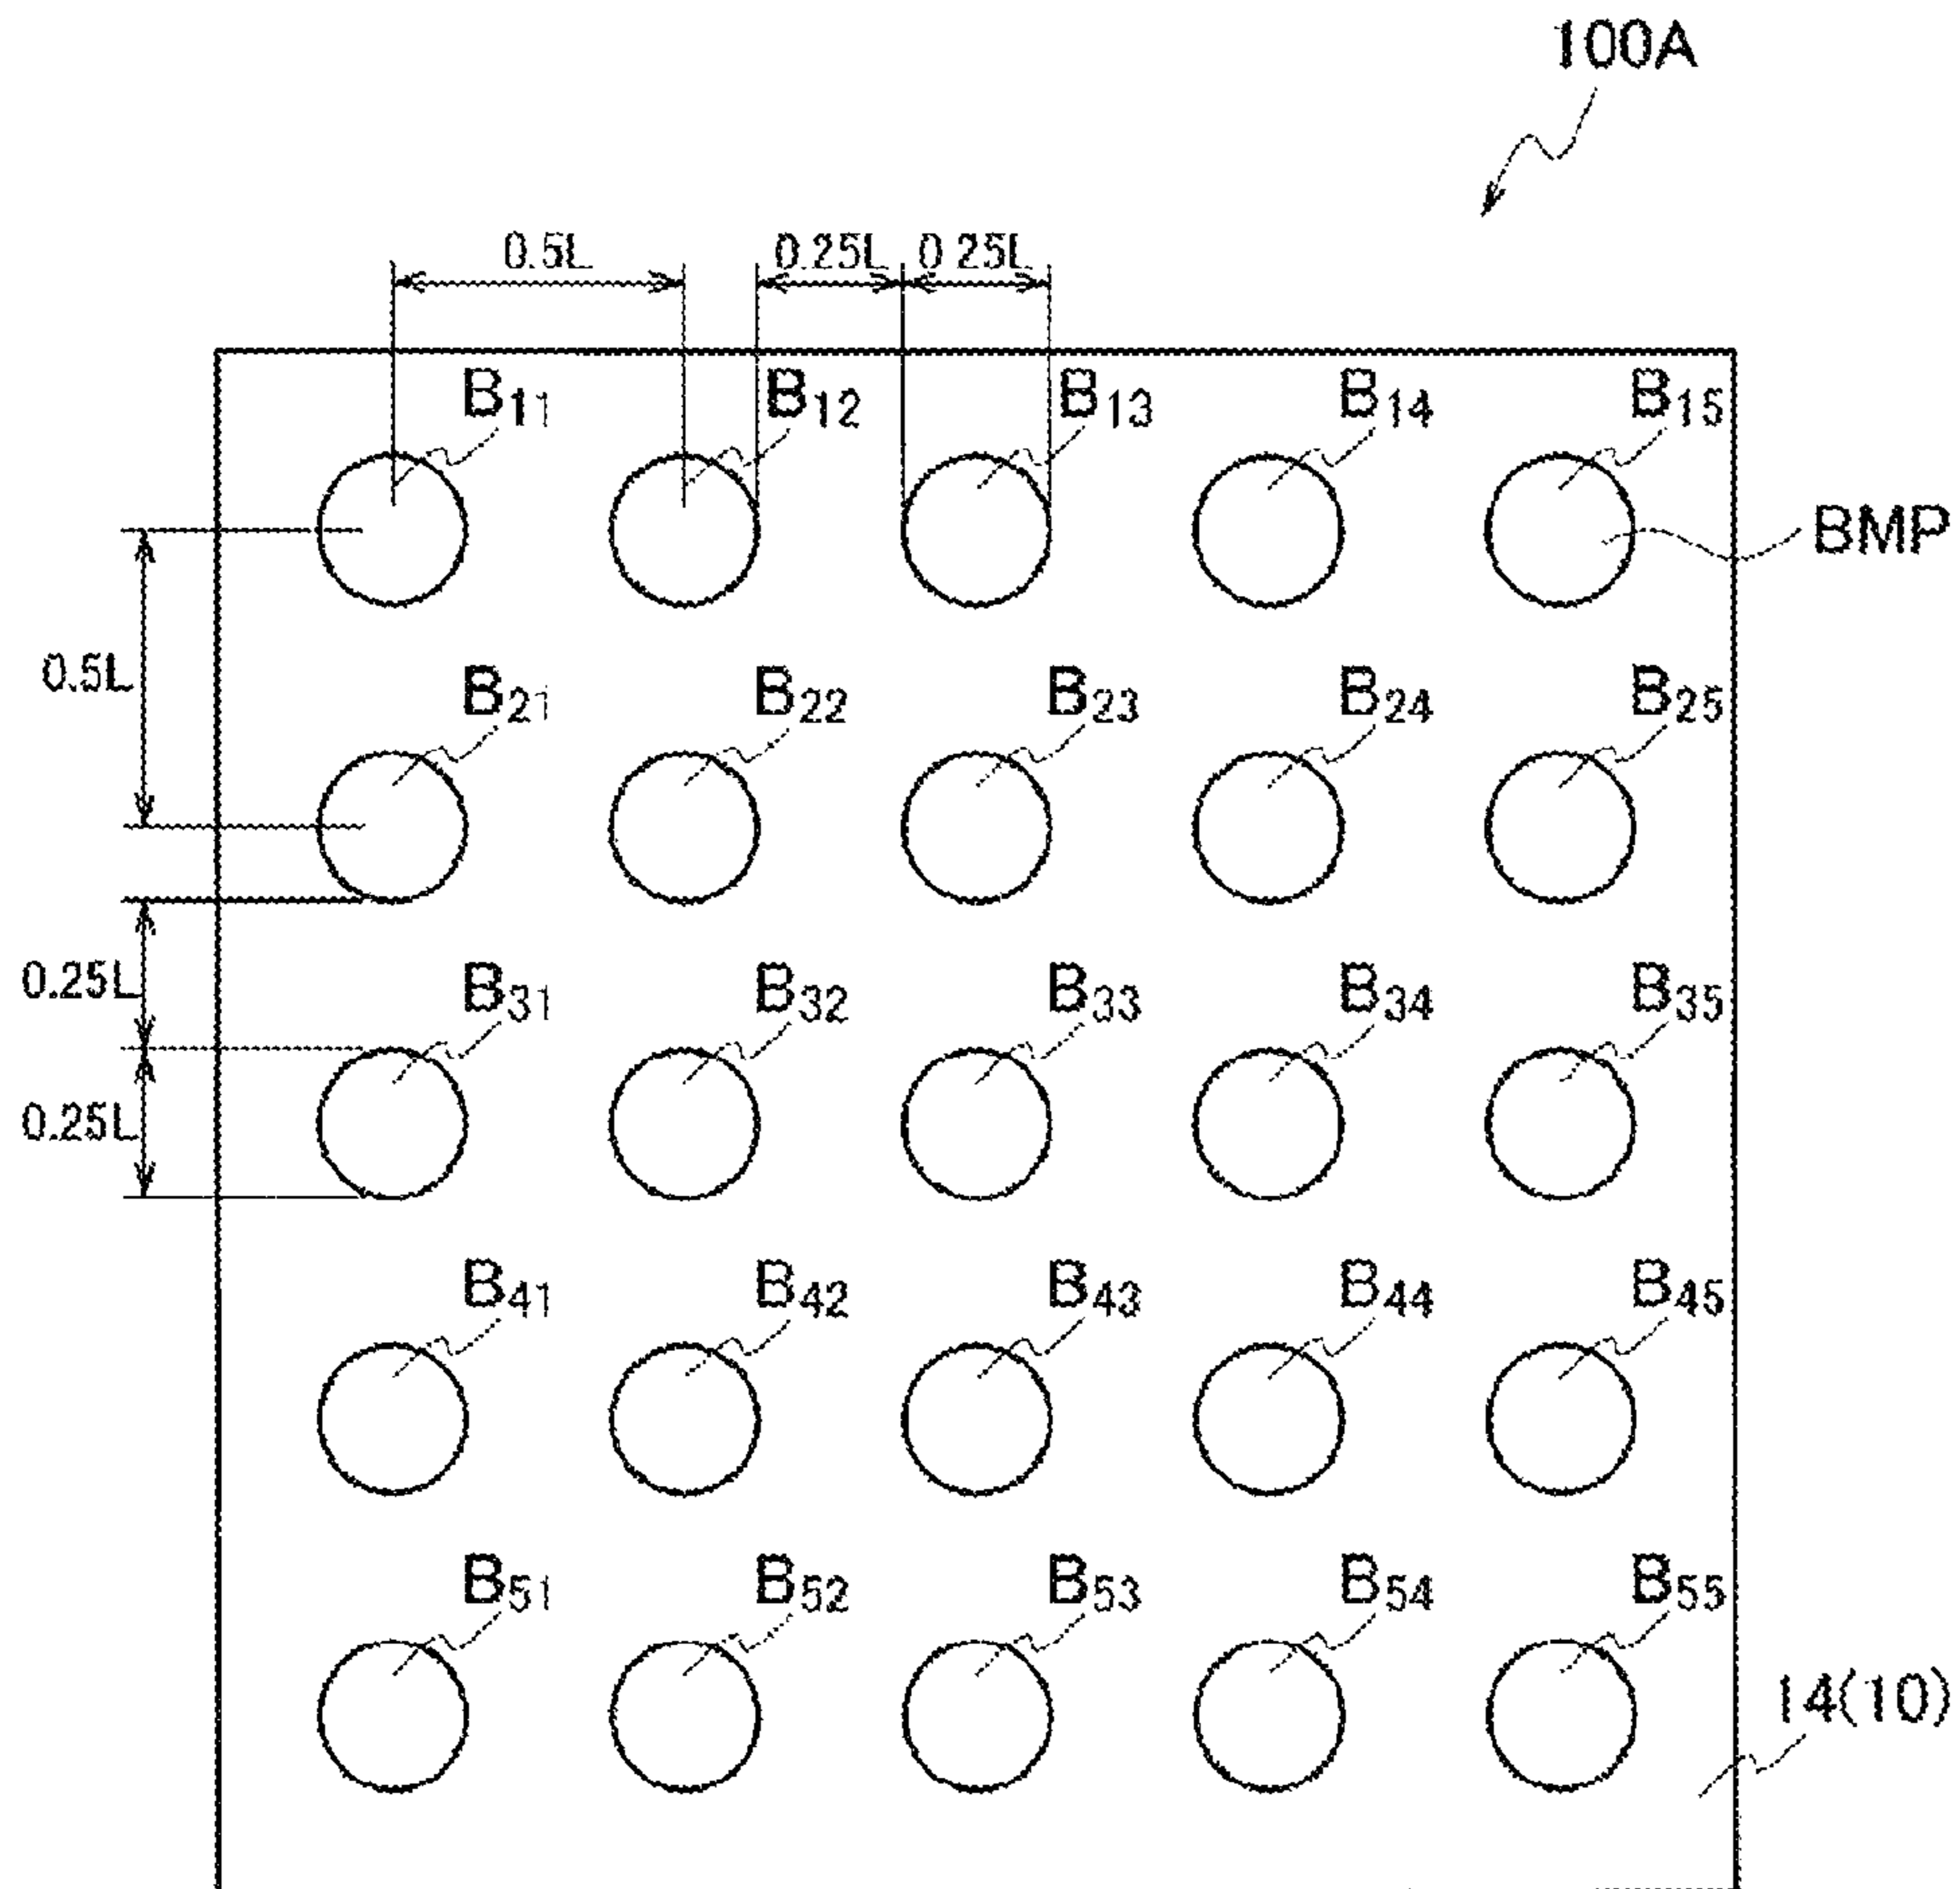 100A
0.5L 0.25L 0.25L
B11 B12 B13 B14 B15
BMP
0.5L
B21 B22 B23 B24 B25
0.25L
B31 B32 B33 B34 B35
0.25L
B41 B42 B43 B44 B45
B51 B52 B53 B54 B55
14(10)